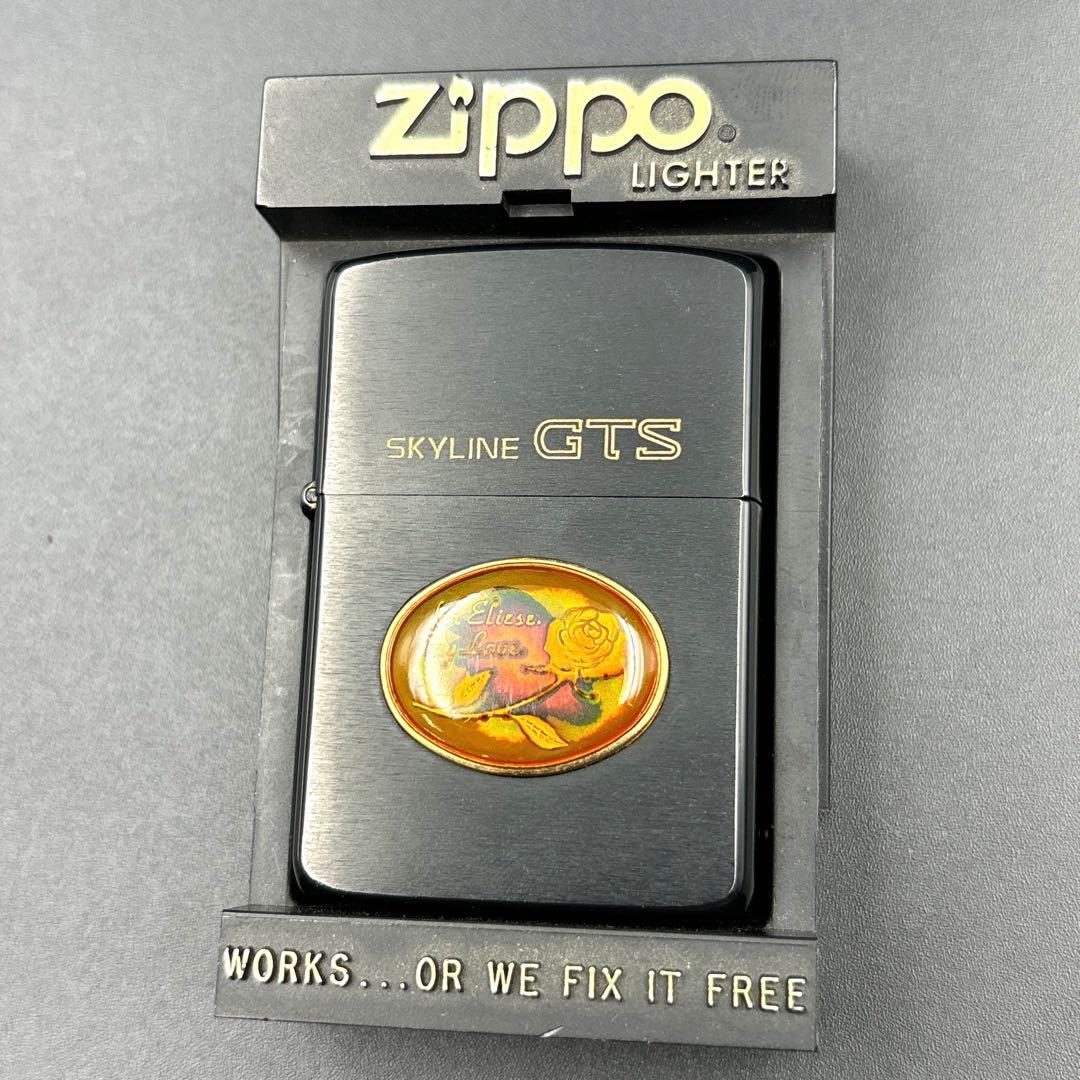 Zippo®
LIGHTER
SKYLINE GTS
Eliese.
Love.
WORKS...OR WE FIX IT FREE